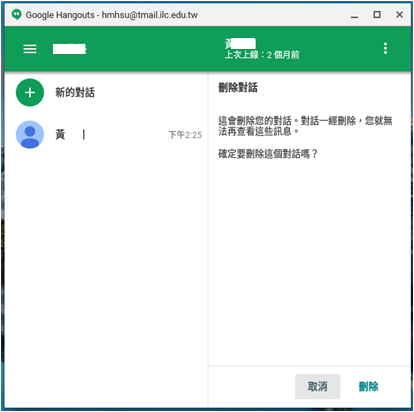 Google Hangouts - hmhsu@tmail.ilc.edu.tw
黃
上次上線：2 個月前
新的對話
黃
下午2:25
刪除對話
這會刪除您的對話。對話一經刪除，您就無
法再查看這些訊息。
確定要刪除這個對話嗎？
取消
刪除